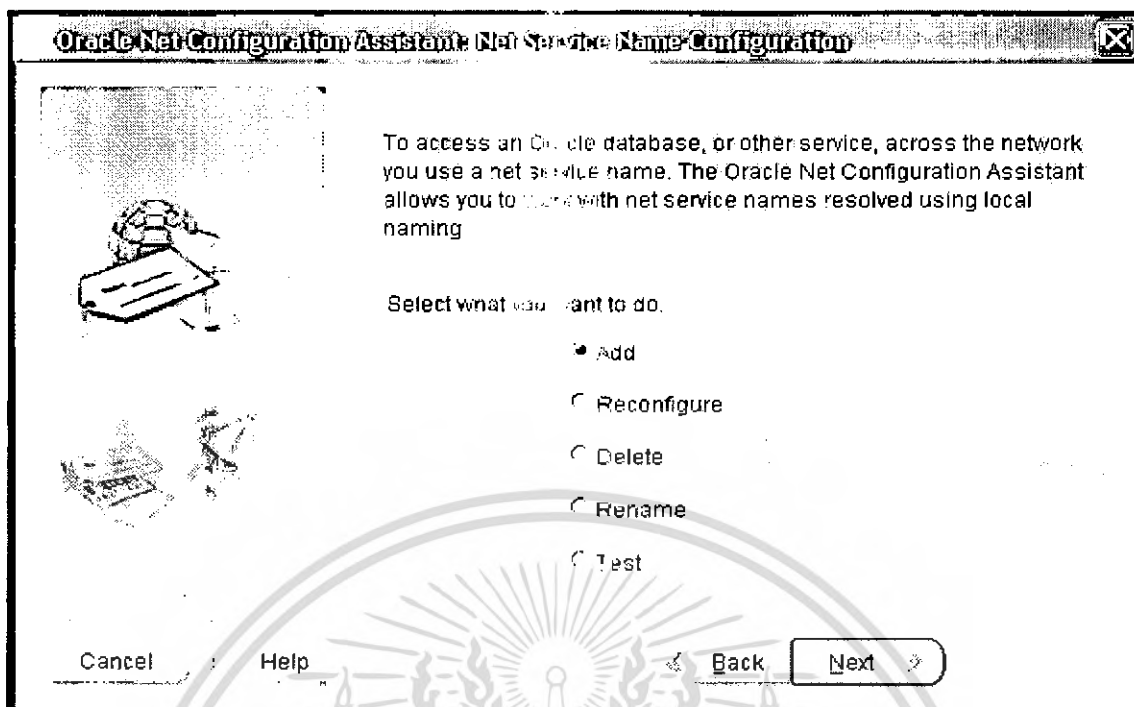 Oracle Net Configuration Assistant: Net Service Name Configuration
To access an Oracle database, or other service, across the network
you use a net service name. The Oracle Net Configuration Assistant
allows you to with net service names resolved using local
naming
Select what you want to do.
Add
Reconfigure
Delete
Rename
Test
Cancel
Help
Back
Next